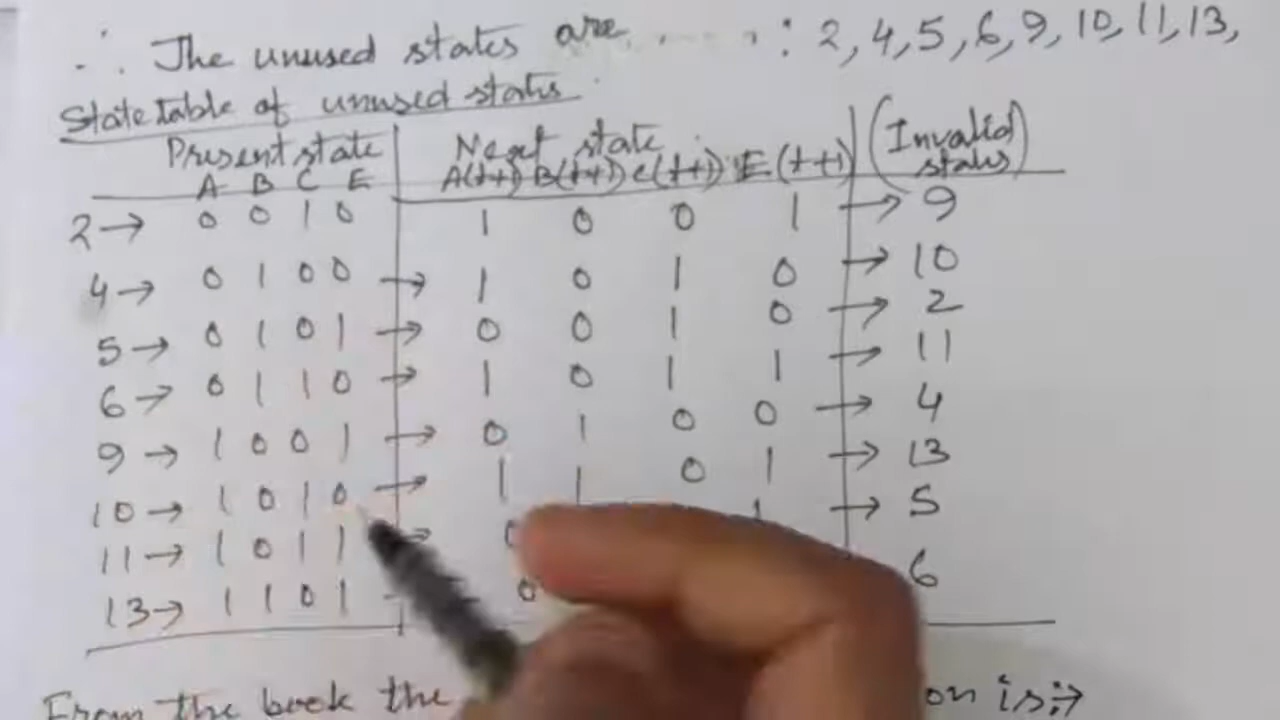 ∴ The unused states are . . . . . : 2, 4, 5, 6, 9, 10, 11, 13,
State table of unused states
Present state Next state (Invalid states)
A B C E A(t+1) B(t+1) C(t+1) E(t+1)
2→ 0 0 1 0 1 0 0 1 → 9
4→ 0 1 0 0 → 1 0 1 0 → 10
5→ 0 1 0 1 → 0 0 1 0 → 2
6→ 0 1 1 0 → 1 0 1 1 → 11
9→ 1 0 0 1 → 0 1 0 0 → 4
10→ 1 0 1 0 → 1 1 0 1 → 13
11→ 1 0 1 1 → 0 1 → 5
13→ 1 1 0 1 0 6
From the book the on is:→